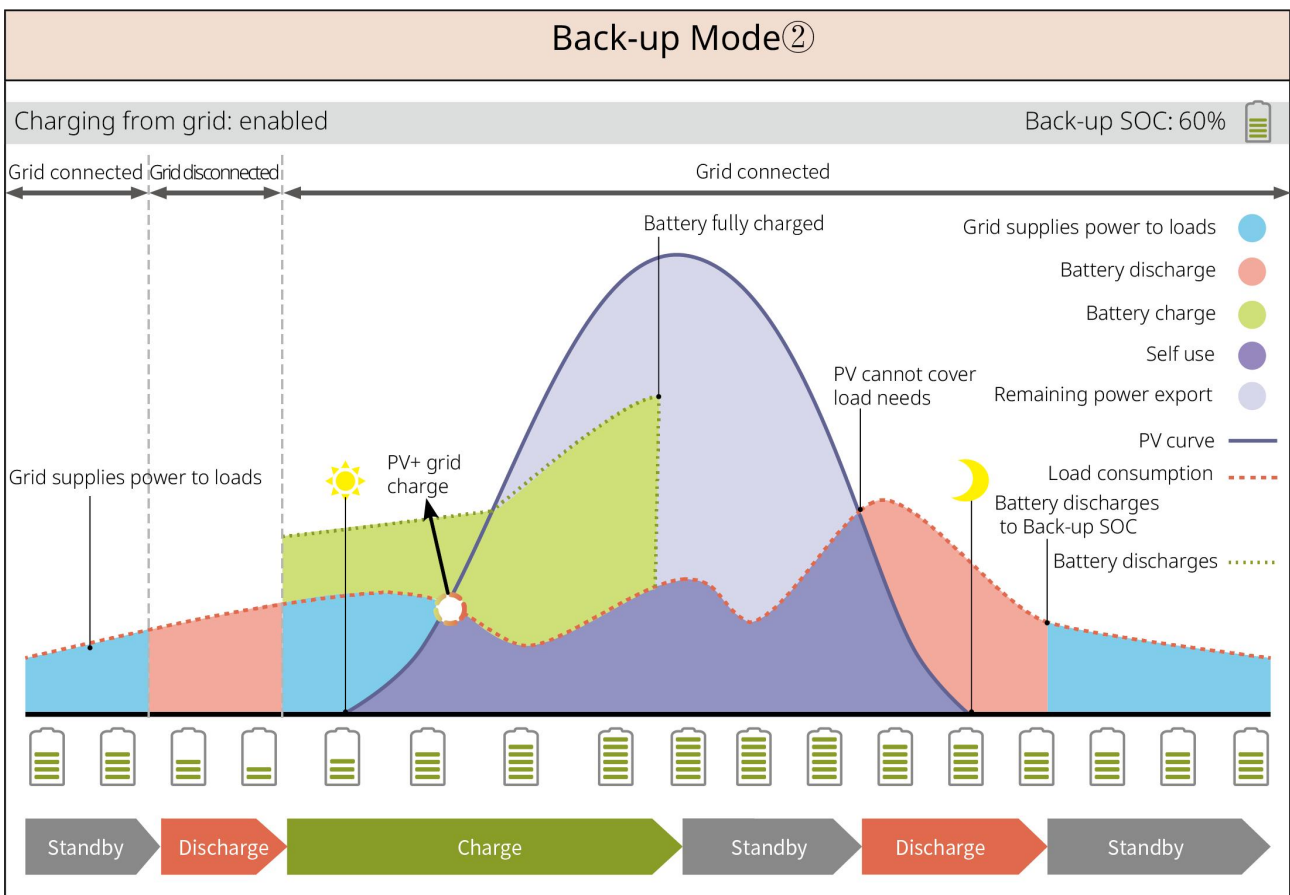 Back-up Mode②
Charging from grid: enabled
Back-up SOC: 60%
Grid connected
Grid disconnected
Grid connected
Battery fully charged
Grid supplies power to loads
Battery discharge
Battery charge
Self use
Remaining power export
PV curve
Load consumption
Battery discharges
PV cannot cover
load needs
Battery discharges
to Back-up SOC
PV+ grid
charge
Grid supplies power to loads
Standby
Discharge
Charge
Standby
Discharge
Standby